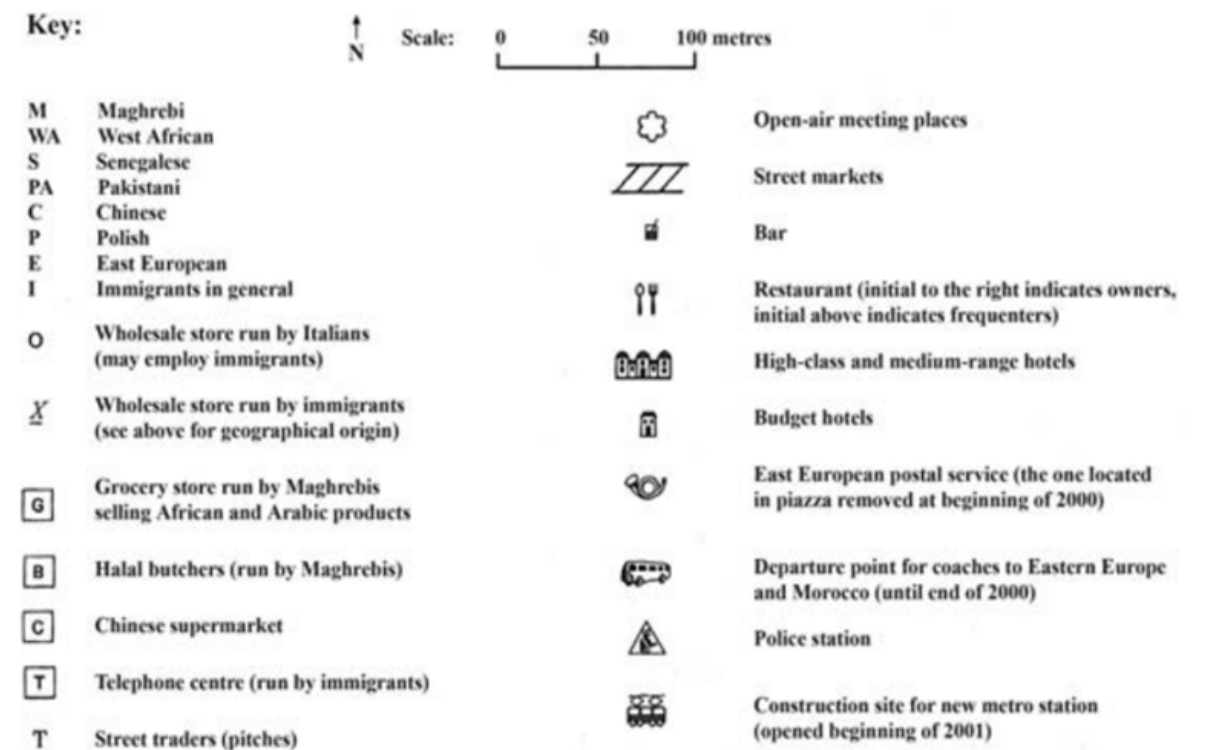 Key:
N
Scale: 0 50 100 metres
M Maghrebi
WA West African
S Senegalese
PA Pakistani
C Chinese
P Polish
E East European
I Immigrants in general
O Wholesale store run by Italians
(may employ immigrants)
X Wholesale store run by immigrants
(see above for geographical origin)
G Grocery store run by Maghrebis
selling African and Arabic products
B Halal butchers (run by Maghrebis)
C Chinese supermarket
T Telephone centre (run by immigrants)
T Street traders (pitches)
Open-air meeting places
Street markets
Bar
Restaurant (initial to the right indicates owners,
initial above indicates frequenters)
High-class and medium-range hotels
Budget hotels
East European postal service (the one located
in piazza removed at beginning of 2000)
Departure point for coaches to Eastern Europe
and Morocco (until end of 2000)
Police station
Construction site for new metro station
(opened beginning of 2001)